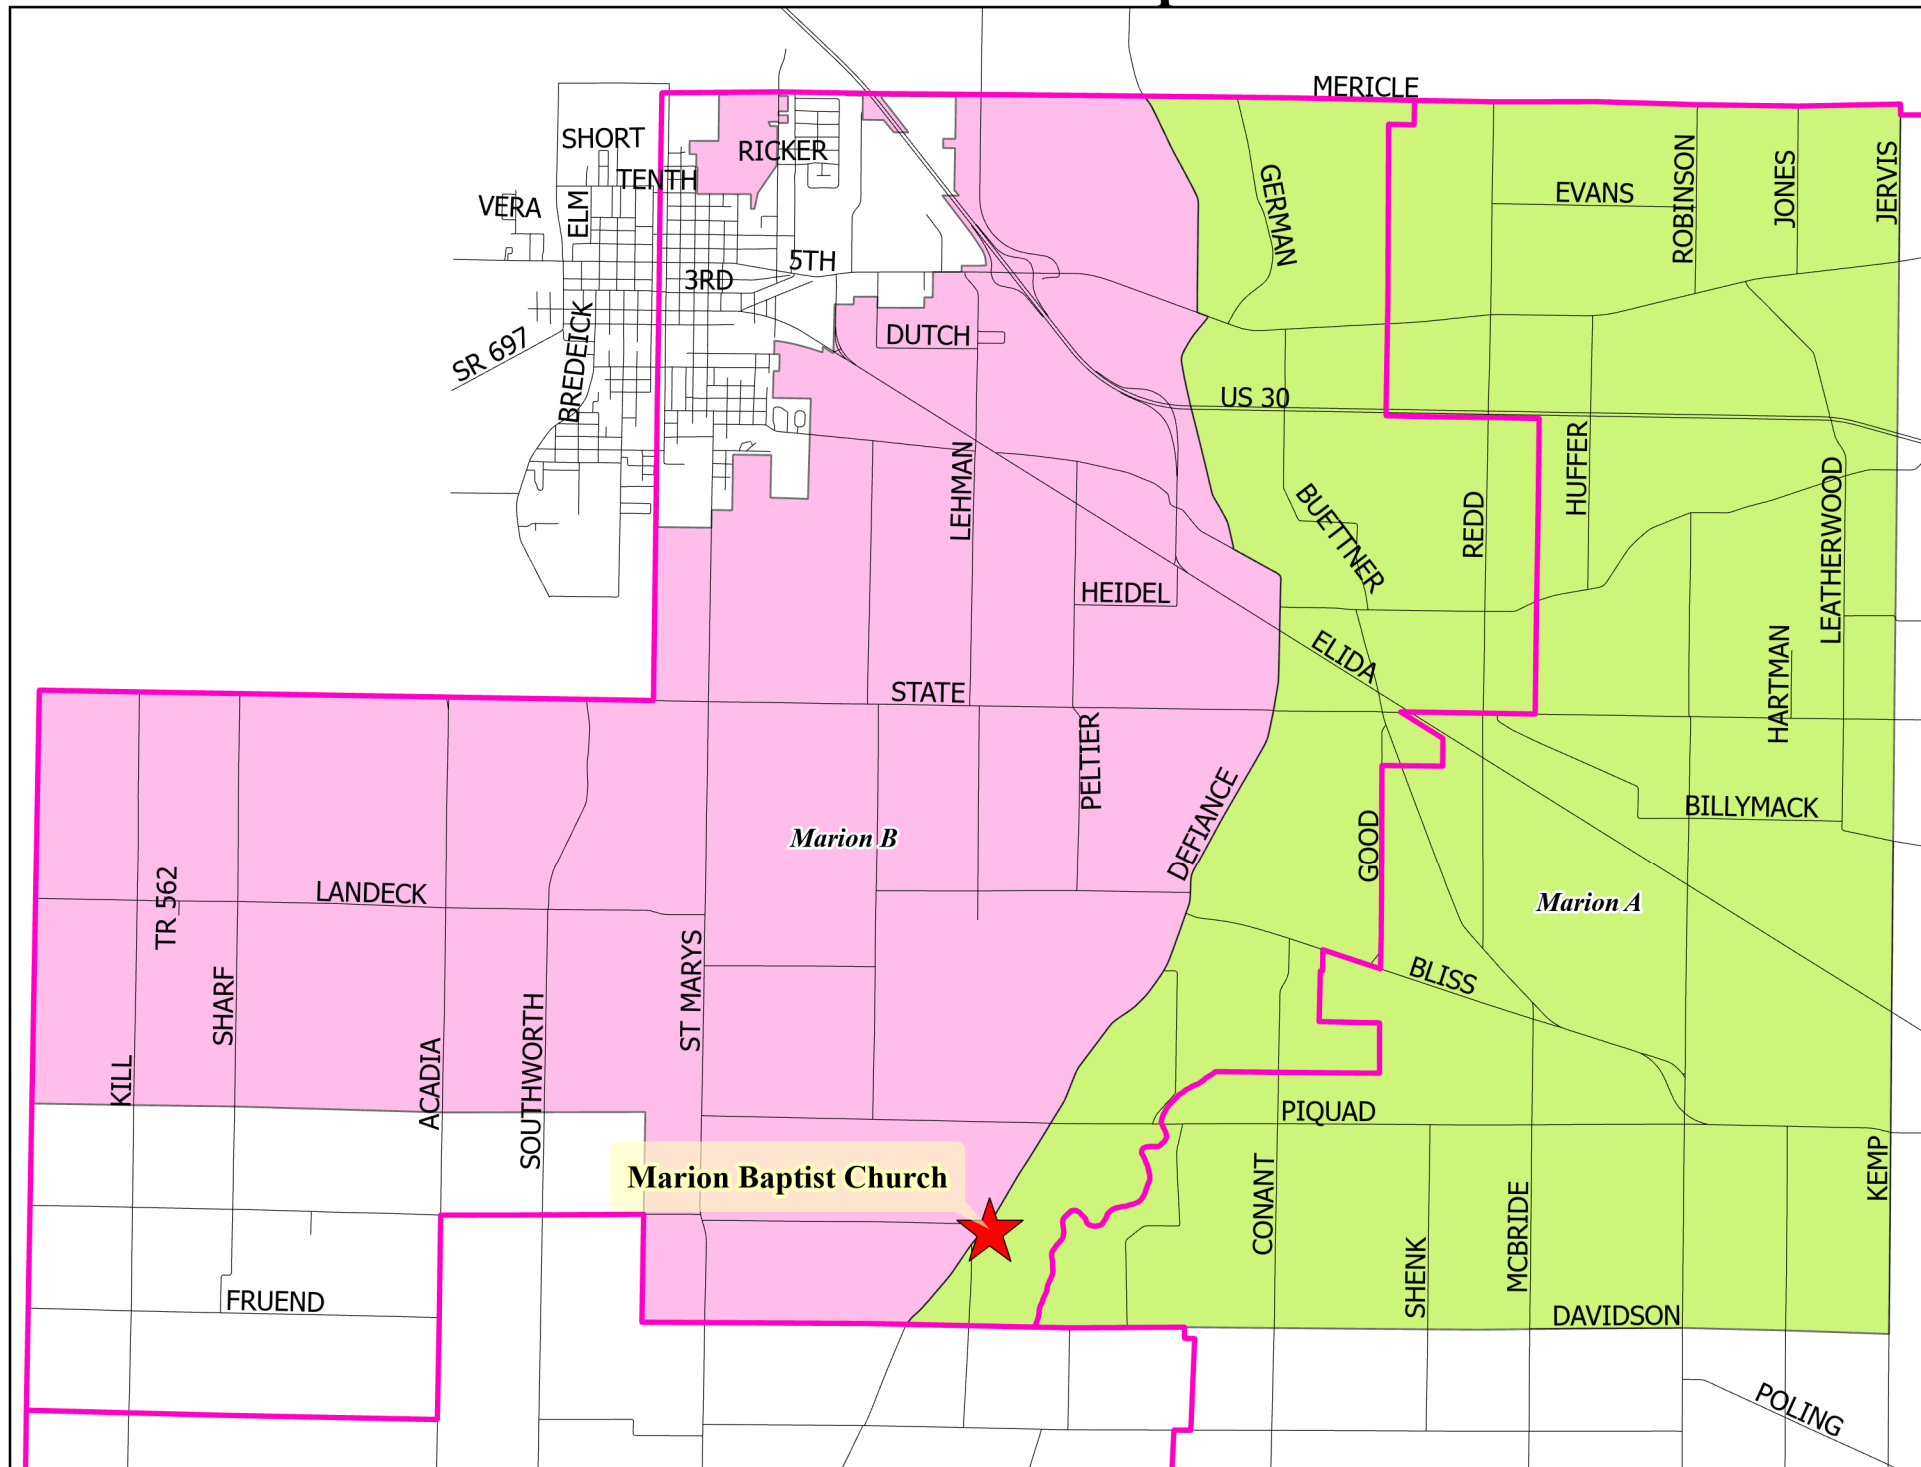 MERICLE
SHORT
RICKER
TENTH
VERA
ELM
GERMAN
EVANS
ROBINSON
JONES
JERVIS
5TH
3RD
DUTCH
SR 697
BREDEICK
US 30
LEHMAN
BUETTNER
REDD
HUFFER
LEATHERWOOD
HEIDEL
ELIDA
HARTMAN
STATE
PELTIER
DEFIANCE
GOOD
BILLYMACK
Marion B
Marion A
TR 562
LANDECK
SHARF
ST MARYS
BLISS
KILL
ACADIA
SOUTHWORTH
PIQUAD
Marion Baptist Church
CONANT
SHENK
MCBRIDE
KEMP
FRUEND
DAVIDSON
POLING